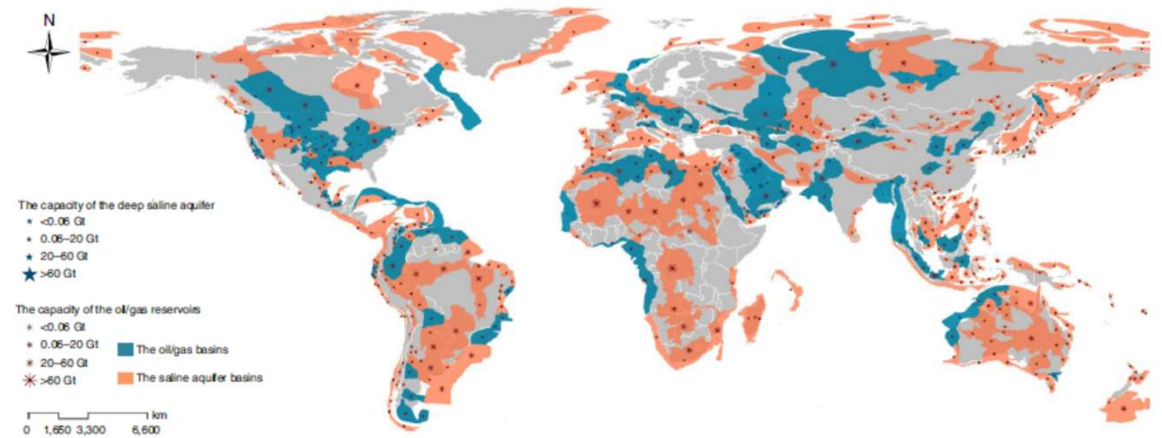 N
The capacity of the deep saline aquifer
<0.06 Gt
0.06–20 Gt
20–60 Gt
>60 Gt
The capacity of the oil/gas reservoirs
<0.06 Gt
0.06–20 Gt
20–60 Gt
>60 Gt
The oil/gas basins
The saline aquifer basins
km
0 1,650 3,300 6,600